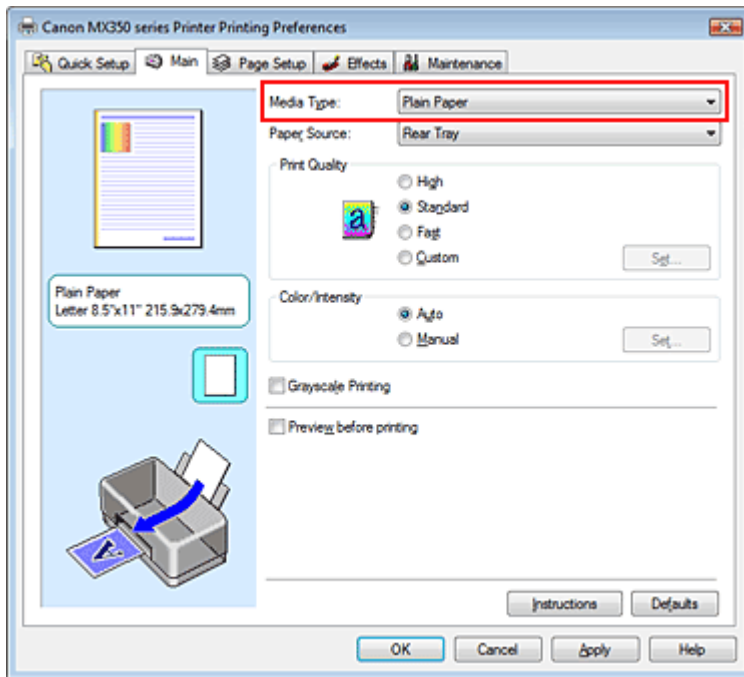 Canon MX350 series Printer Printing Preferences
Quick Setup Main Page Setup Effects Maintenance
Media Type: Plain Paper
Paper Source: Rear Tray
Print Quality
High
a Standard
Fast
Custom Set...
Plain Paper
Letter 8.5"x11" 215.9x279.4mm
Color/Intensity
Auto
Manual Set...
Grayscale Printing
Preview before printing
A
Instructions Defaults
OK Cancel Apply Help